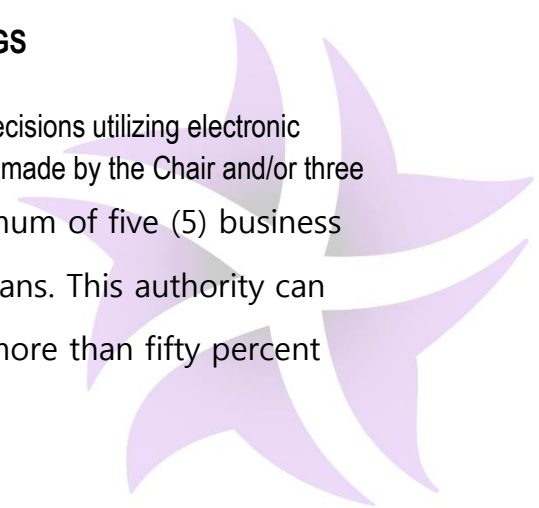 GS
ecisions utilizing electronic
made by the Chair and/or three
num of five (5) business
ans. This authority can
more than fifty percent